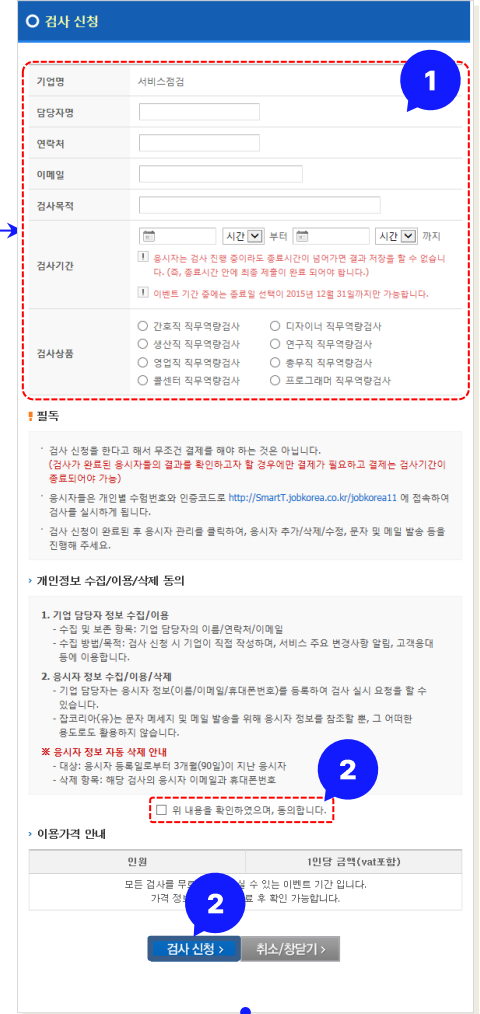 검사 신청
1
기업명 서비스점검
담당자명
연락처
이메일
검사목적
검사기간 시간 부터 시간 까지
! 응시자는 검사 진행 중이라도 종료시간이 넘어가면 결과 저장을 할 수 없습니
다. (즉, 종료시간 안에 최종 제출이 완료 되어야 합니다.)
! 이벤트 기간 중에는 종료일 선택이 2015년 12월 31일까지만 가능합니다.
검사상품
간호직 직무역량검사 디자이너 직무역량검사
생산직 직무역량검사 연구직 직무역량검사
영업직 직무역량검사 총무직 직무역량검사
콜센터 직무역량검사 프로그래머 직무역량검사
필독
검사 신청을 한다고 해서 무조건 결제를 해야 하는 것은 아닙니다.
(검사가 완료된 응시자들의 결과를 확인하고자 할 경우에만 결제가 필요하고 결제는 검사기간이
종료되어야 가능)
응시자들은 개인별 수험번호와 인증코드로 http://SmartT.jobkorea.co.kr/jobkorea11 에 접속하여
검사를 실시하게 됩니다.
검사 신청이 완료된 후 응시자 관리를 클릭하여, 응시자 추가/삭제/수정, 문자 및 메일 발송 등을
진행해 주세요.
개인정보 수집/이용/삭제 동의
1. 기업 담당자 정보 수집/이용
- 수집 및 보존 항목: 기업 담당자의 이름/연락처/이메일
- 수집 방법/목적: 검사 신청 시 기업이 직접 작성하며, 서비스 주요 변경사항 알림, 고객응대
등에 이용합니다.
2. 응시자 정보 수집/이용/삭제
- 기업 담당자는 응시자 정보(이름/이메일/휴대폰번호)를 등록하여 검사 실시 요청을 할 수
있습니다.
- 잡코리아(유)는 문자 메세지 및 메일 발송을 위해 응시자 정보를 참조할 뿐, 그 어떠한
용도로도 활용하지 않습니다.
※ 응시자 정보 자동 삭제 안내
- 대상: 응시자 등록일로부터 3개월(90일)이 지난 응시자
- 삭제 항목: 해당 검사의 응시자 이메일과 휴대폰번호
2
위 내용을 확인하였으며, 동의합니다.
이용가격 안내
인원 1인당 금액(vat포함)
모든 검사를 무료 실 수 있는 이벤트 기간 입니다.
가격 정 료 후 확인 가능합니다.
2
검사 신청 > 취소/창닫기 >